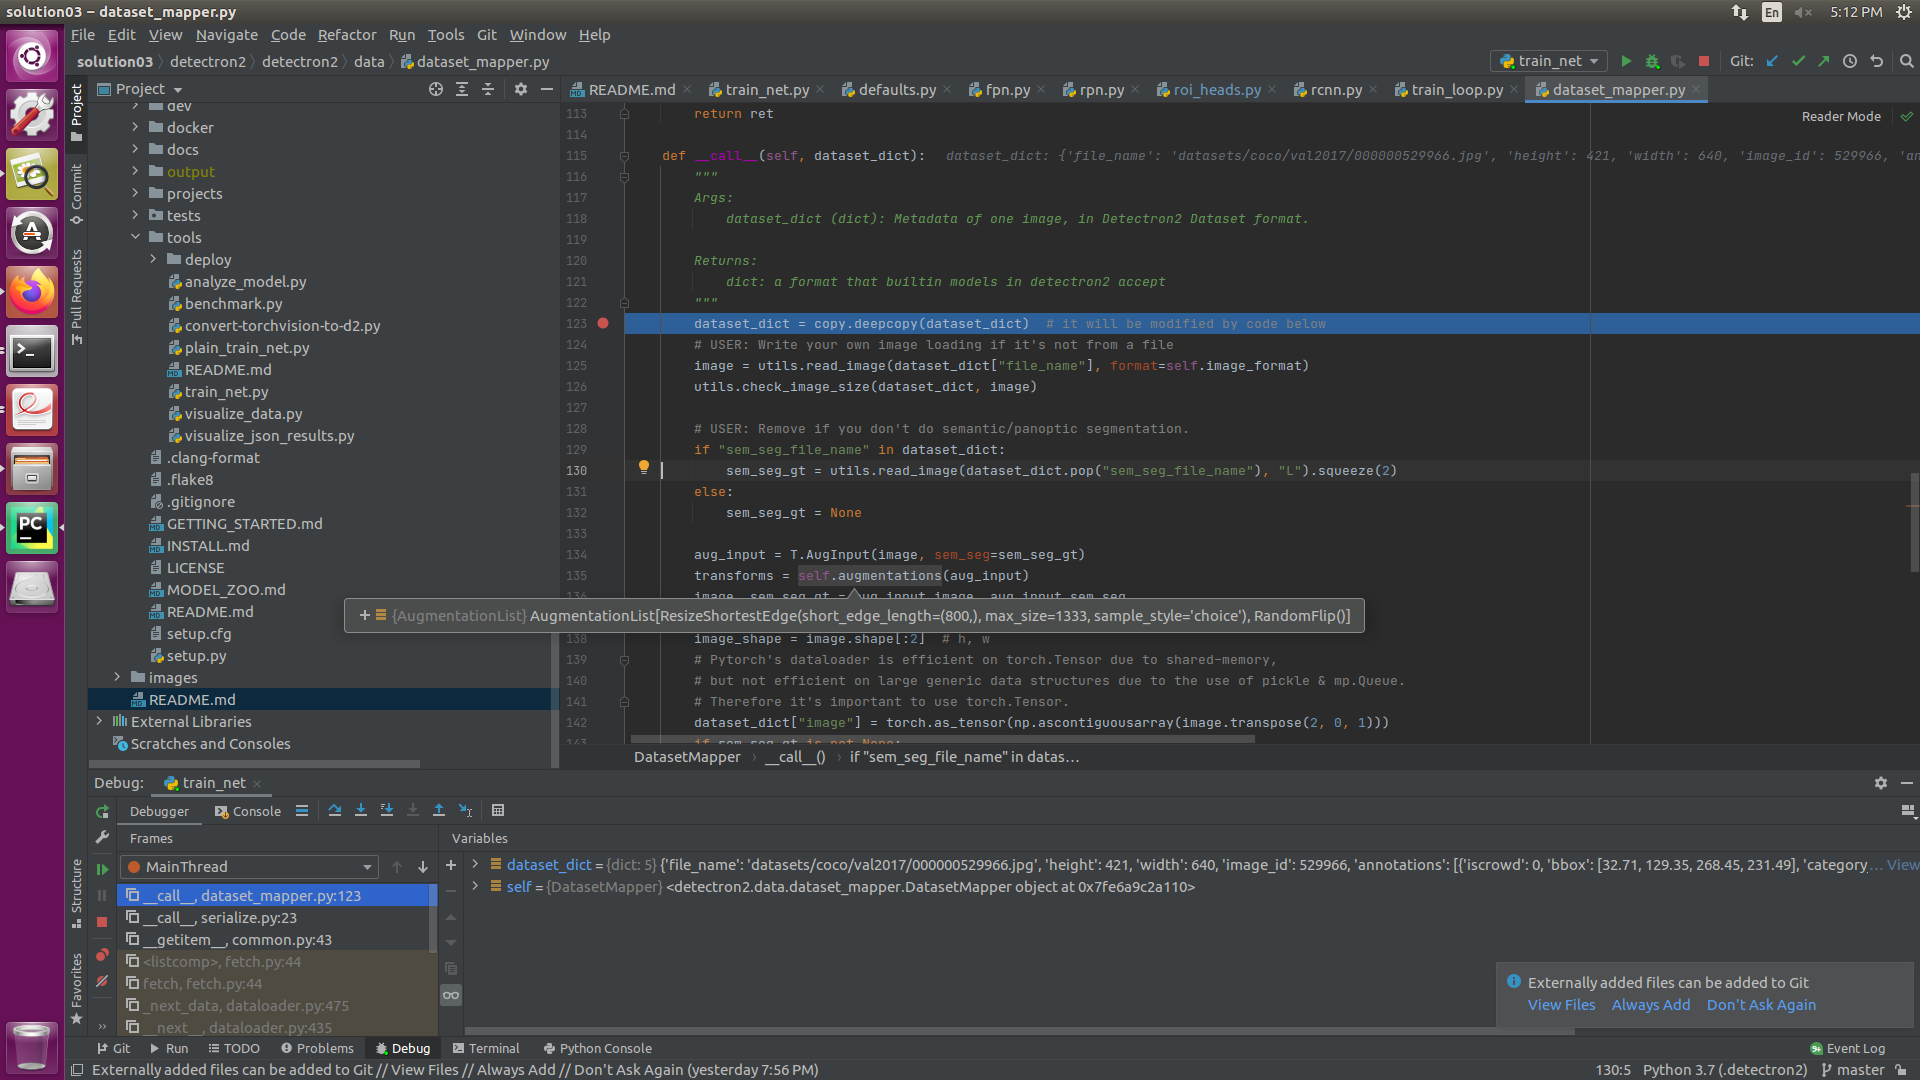 solution03 – dataset_mapper.py
En
5:12 PM
File Edit View Navigate Code Refactor Run Tools Git Window Help
solution03 detectron2 detectron2 data dataset_mapper.py
train_net
Git:
Project
README.md train_net.py defaults.py fpn.py rpn.py roi_heads.py rcnn.py train_loop.py dataset_mapper.py
Project
Commit
Pull Requests
Structure
Favorites
dev
docker
docs
output
projects
tests
tools
deploy
analyze_model.py
benchmark.py
convert-torchvision-to-d2.py
plain_train_net.py
README.md
train_net.py
visualize_data.py
visualize_json_results.py
.clang-format
.flake8
.gitignore
GETTING_STARTED.md
INSTALL.md
LICENSE
MODEL_ZOO.md
README.md
setup.cfg
setup.py
images
README.md
External Libraries
Scratches and Consoles
Reader Mode
113 return ret
114
115 def __call__(self, dataset_dict): dataset_dict: {'file_name': 'datasets/coco/val2017/000000529966.jpg', 'height': 421, 'width': 640, 'image_id': 529966, 'an
116 """
117 Args:
118 dataset_dict (dict): Metadata of one image, in Detectron2 Dataset format.
119
120 Returns:
121 dict: a format that builtin models in detectron2 accept
122 """
123 dataset_dict = copy.deepcopy(dataset_dict) # it will be modified by code below
124 # USER: Write your own image loading if it's not from a file
125 image = utils.read_image(dataset_dict["file_name"], format=self.image_format)
126 utils.check_image_size(dataset_dict, image)
127
128 # USER: Remove if you don't do semantic/panoptic segmentation.
129 if "sem_seg_file_name" in dataset_dict:
130 sem_seg_gt = utils.read_image(dataset_dict.pop("sem_seg_file_name"), "L").squeeze(2)
131 else:
132 sem_seg_gt = None
133
134 aug_input = T.AugInput(image, sem_seg=sem_seg_gt)
135 transforms = self.augmentations(aug_input)
136 image, sem_seg_gt = aug_input.image, aug_input.sem_seg
{AugmentationList} AugmentationList[ResizeShortestEdge(short_edge_length=(800,), max_size=1333, sample_style='choice'), RandomFlip()]
138 image_shape = image.shape[:2] # h, w
139 # Pytorch's dataloader is efficient on torch.Tensor due to shared-memory,
140 # but not efficient on large generic data structures due to the use of pickle & mp.Queue.
141 # Therefore it's important to use torch.Tensor.
142 dataset_dict["image"] = torch.as_tensor(np.ascontiguousarray(image.transpose(2, 0, 1)))
143 if sem_seg_gt is not None:
DatasetMapper __call__() if "sem_seg_file_name" in datas…
Debug: train_net
Debugger Console
Frames
Variables
MainThread
__call__, dataset_mapper.py:123
__call__, serialize.py:23
__getitem__, common.py:43
<listcomp>, fetch.py:44
fetch, fetch.py:44
_next_data, dataloader.py:475
__next__, dataloader.py:435
dataset_dict = {dict: 5} {'file_name': 'datasets/coco/val2017/000000529966.jpg', 'height': 421, 'width': 640, 'image_id': 529966, 'annotations': [{'iscrowd': 0, 'bbox': [32.71, 129.35, 268.45, 231.49], 'category_… View
self = {DatasetMapper} <detectron2.data.dataset_mapper.DatasetMapper object at 0x7fe6a9c2a110>
Externally added files can be added to Git
View Files Always Add Don't Ask Again
Git Run TODO Problems Debug Terminal Python Console
9+ Event Log
Externally added files can be added to Git // View Files // Always Add // Don't Ask Again (yesterday 7:56 PM)
130:5 Python 3.7 (.detectron2) master